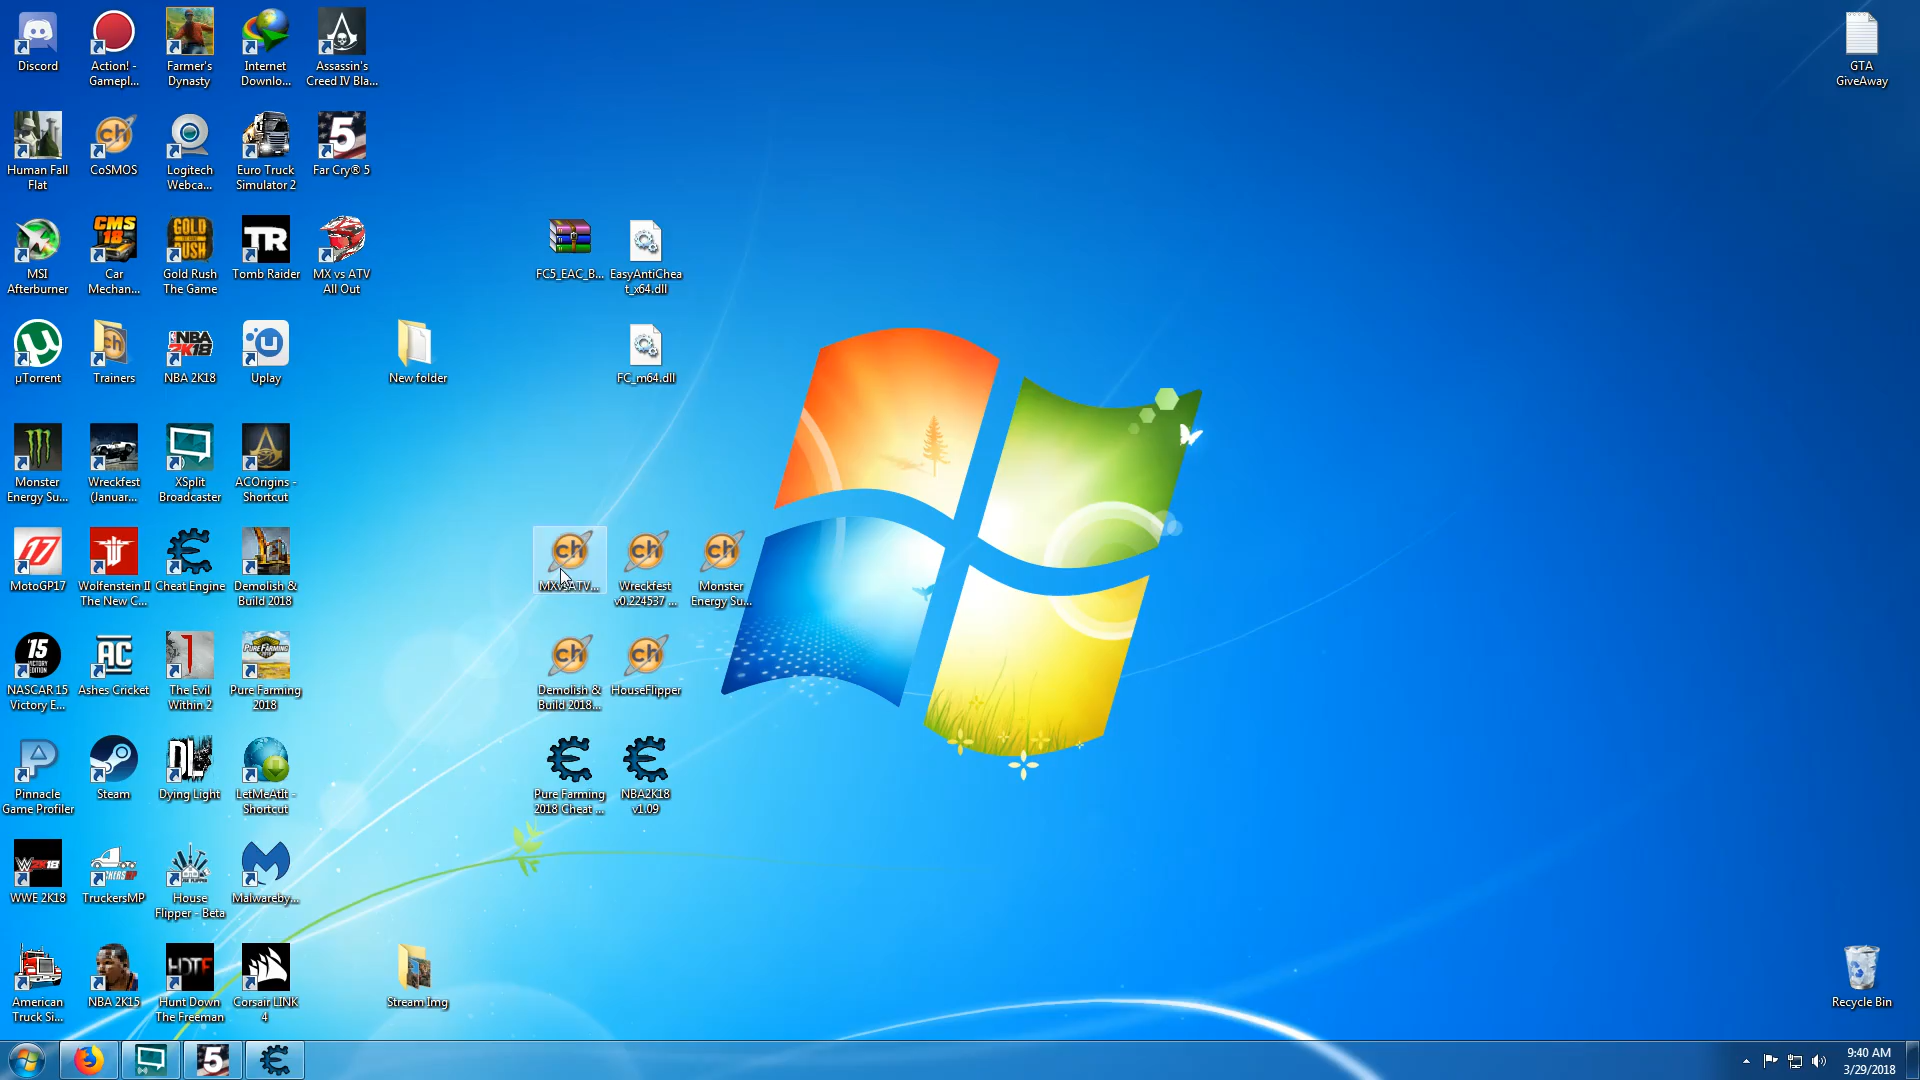 Discord
Action! -
Gamepl...
Farmer's
Dynasty
Internet
Downlo...
Assassin's
Creed IV Bla...
GTA
GiveAway
Human Fall
Flat
CoSMOS
Logitech
Webca...
Euro Truck
Simulator 2
Far Cry® 5
MSI
Afterburner
Car
Mechan...
Gold Rush
The Game
Tomb Raider
MX vs ATV
All Out
FC5_EAC_B...
EasyAntiChea
t_x64.dll
µTorrent
Trainers
NBA 2K18
Uplay
New folder
FC_m64.dll
Monster
Energy Su...
Wreckfest
(Januar...
XSplit
Broadcaster
ACOrigins -
Shortcut
MotoGP17
Wolfenstein II
The New C...
Cheat Engine
Demolish &
Build 2018
Wreckfest
v0.224537 ...
Monster
Energy Su...
NASCAR 15
Victory E...
Ashes Cricket
The Evil
Within 2
Pure Farming
2018
Demolish &
Build 2018...
HouseFlipper
Pinnacle
Game Profiler
Steam
Dying Light
LetMeAtIt -
Shortcut
Pure Farming
2018 Cheat ...
NBA2K18
v1.09
WWE 2K18
TruckersMP
House
Flipper - Beta
Malwareby...
American
Truck Si...
NBA 2K15
Hunt Down
The Freeman
Corsair LINK
4
Stream Img
Recycle Bin
9:40 AM
3/29/2018